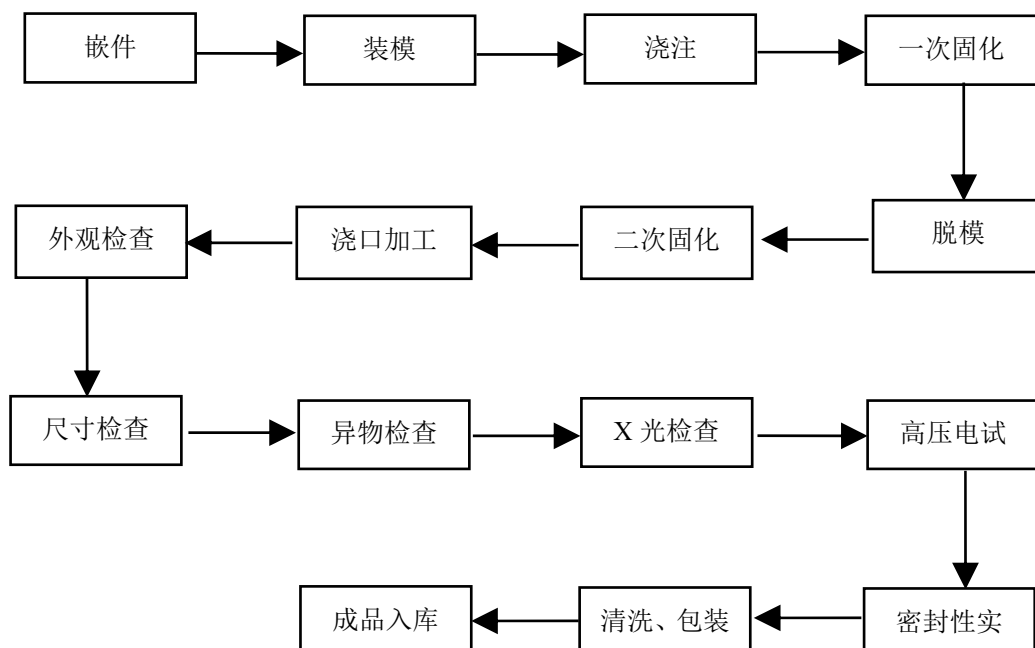 嵌件
装模
浇注
一次固化
脱模
二次固化
浇口加工
外观检查
尺寸检查
异物检查
X 光检查
高压电试
密封性实
清洗、包装
成品入库